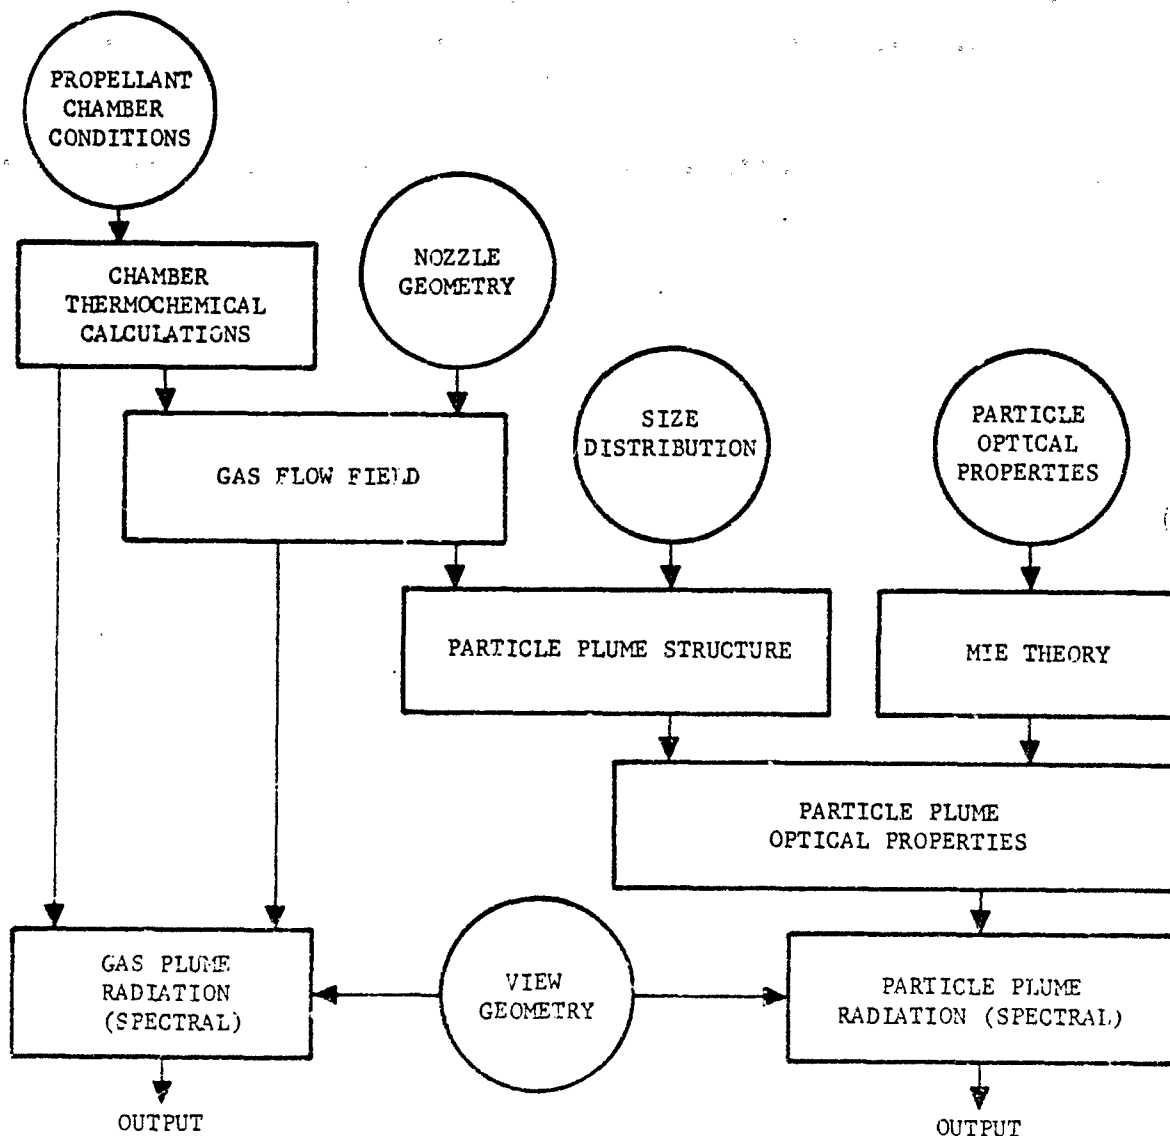 PROPELLANT
CHAMBER
CONDITIONS
CHAMBER
THERMOCHEMICAL
CALCULATIONS
NOZZLE
GEOMETRY
GAS FLOW FIELD
SIZE
DISTRIBUTION
PARTICLE
OPTICAL
PROPERTIES
PARTICLE PLUME STRUCTURE
MIE THEORY
PARTICLE PLUME
OPTICAL PROPERTIES
GAS PLUME
RADIATION
(SPECTRAL)
VIEW
GEOMETRY
PARTICLE PLUME
RADIATION (SPECTRAL)
OUTPUT
OUTPUT